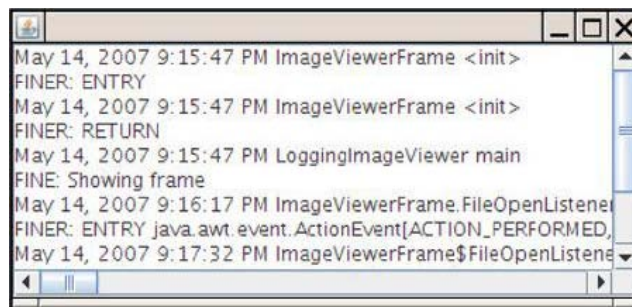 May 14, 2007 9:15:47 PM ImageViewerFrame <init>
FINER: ENTRY
May 14, 2007 9:15:47 PM ImageViewerFrame <init>
FINER: RETURN
May 14, 2007 9:15:47 PM LoggingImageViewer main
FINE: Showing frame
May 14, 2007 9:16:17 PM ImageViewerFrame.FileOpenListener
FINER: ENTRY java.awt.event.ActionEvent[ACTION_PERFORMED,
May 14, 2007 9:17:32 PM ImageViewerFrame$FileOpenListene